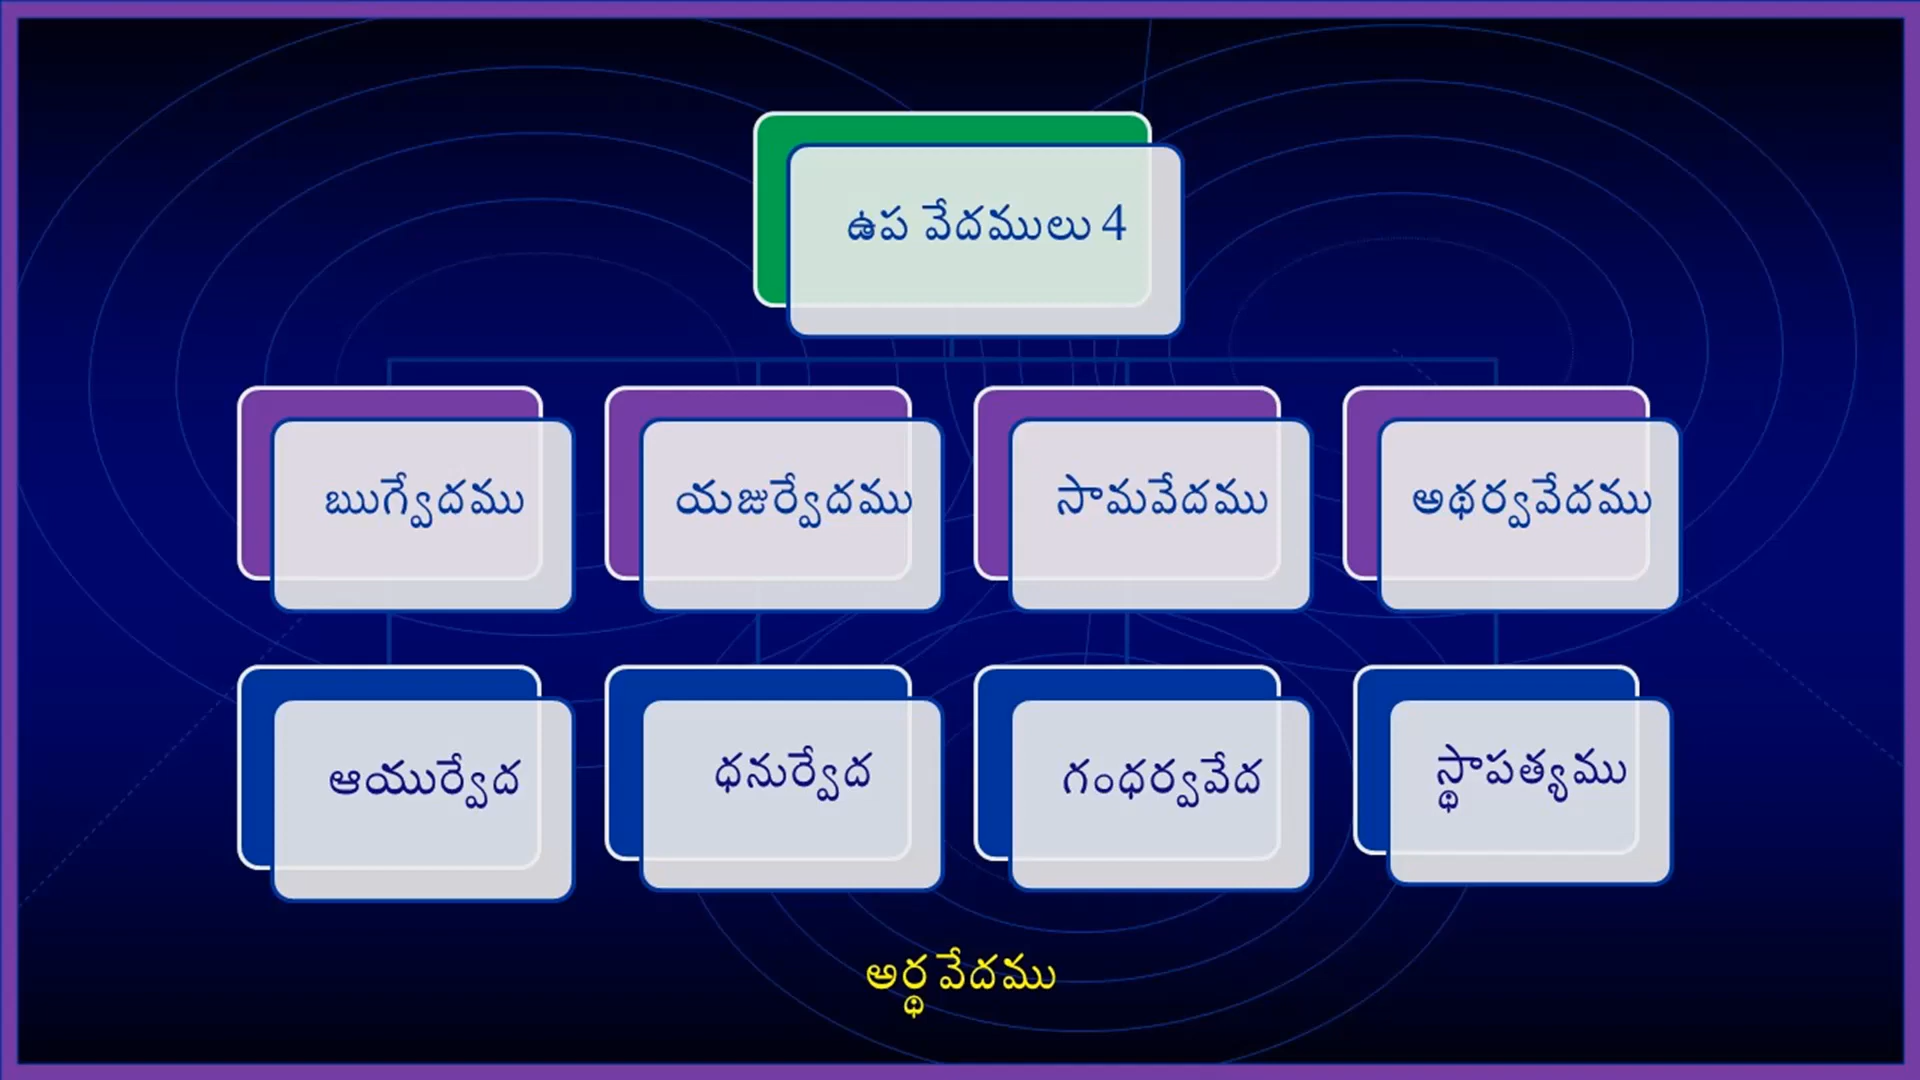 ఉప వేదములు 4
ఋగ్వేదము
యజుర్వేదము
సామవేదము
అథర్వవేదము
ఆయుర్వేద
ధనుర్వేద
గంధర్వవేద
స్థాపత్యము
అర్థవేదము